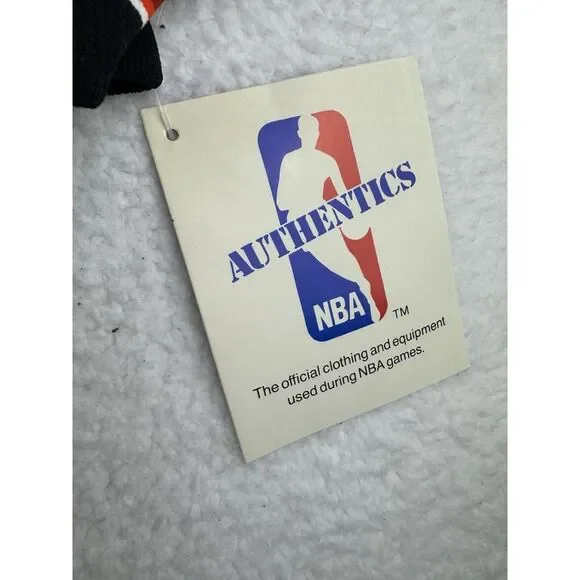 AUTHENTICS
NBA
TM
The official clothing and equipment
used during NBA games.